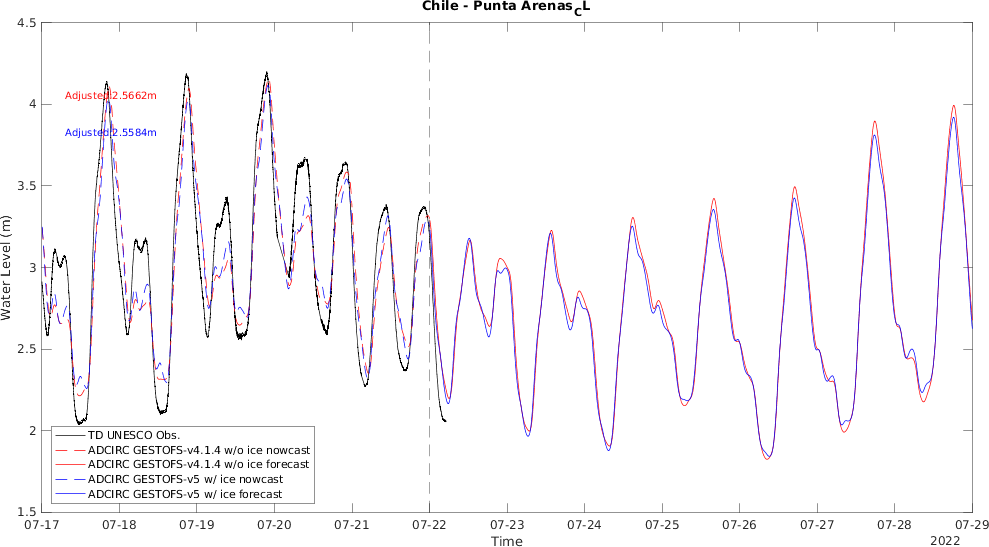 Chile - Punta Arenas_CL
4.5
4
3.5
3
2.5
2
1.5
Water Level (m)
Adjusted 2.5662m
Adjusted 2.5584m
TD UNESCO Obs.
ADCIRC GESTOFS-v4.1.4 w/o ice nowcast
ADCIRC GESTOFS-v4.1.4 w/o ice forecast
ADCIRC GESTOFS-v5 w/ ice nowcast
ADCIRC GESTOFS-v5 w/ ice forecast
07-17 07-18 07-19 07-20 07-21 07-22 07-23 07-24 07-25 07-26 07-27 07-28 07-29
Time
2022